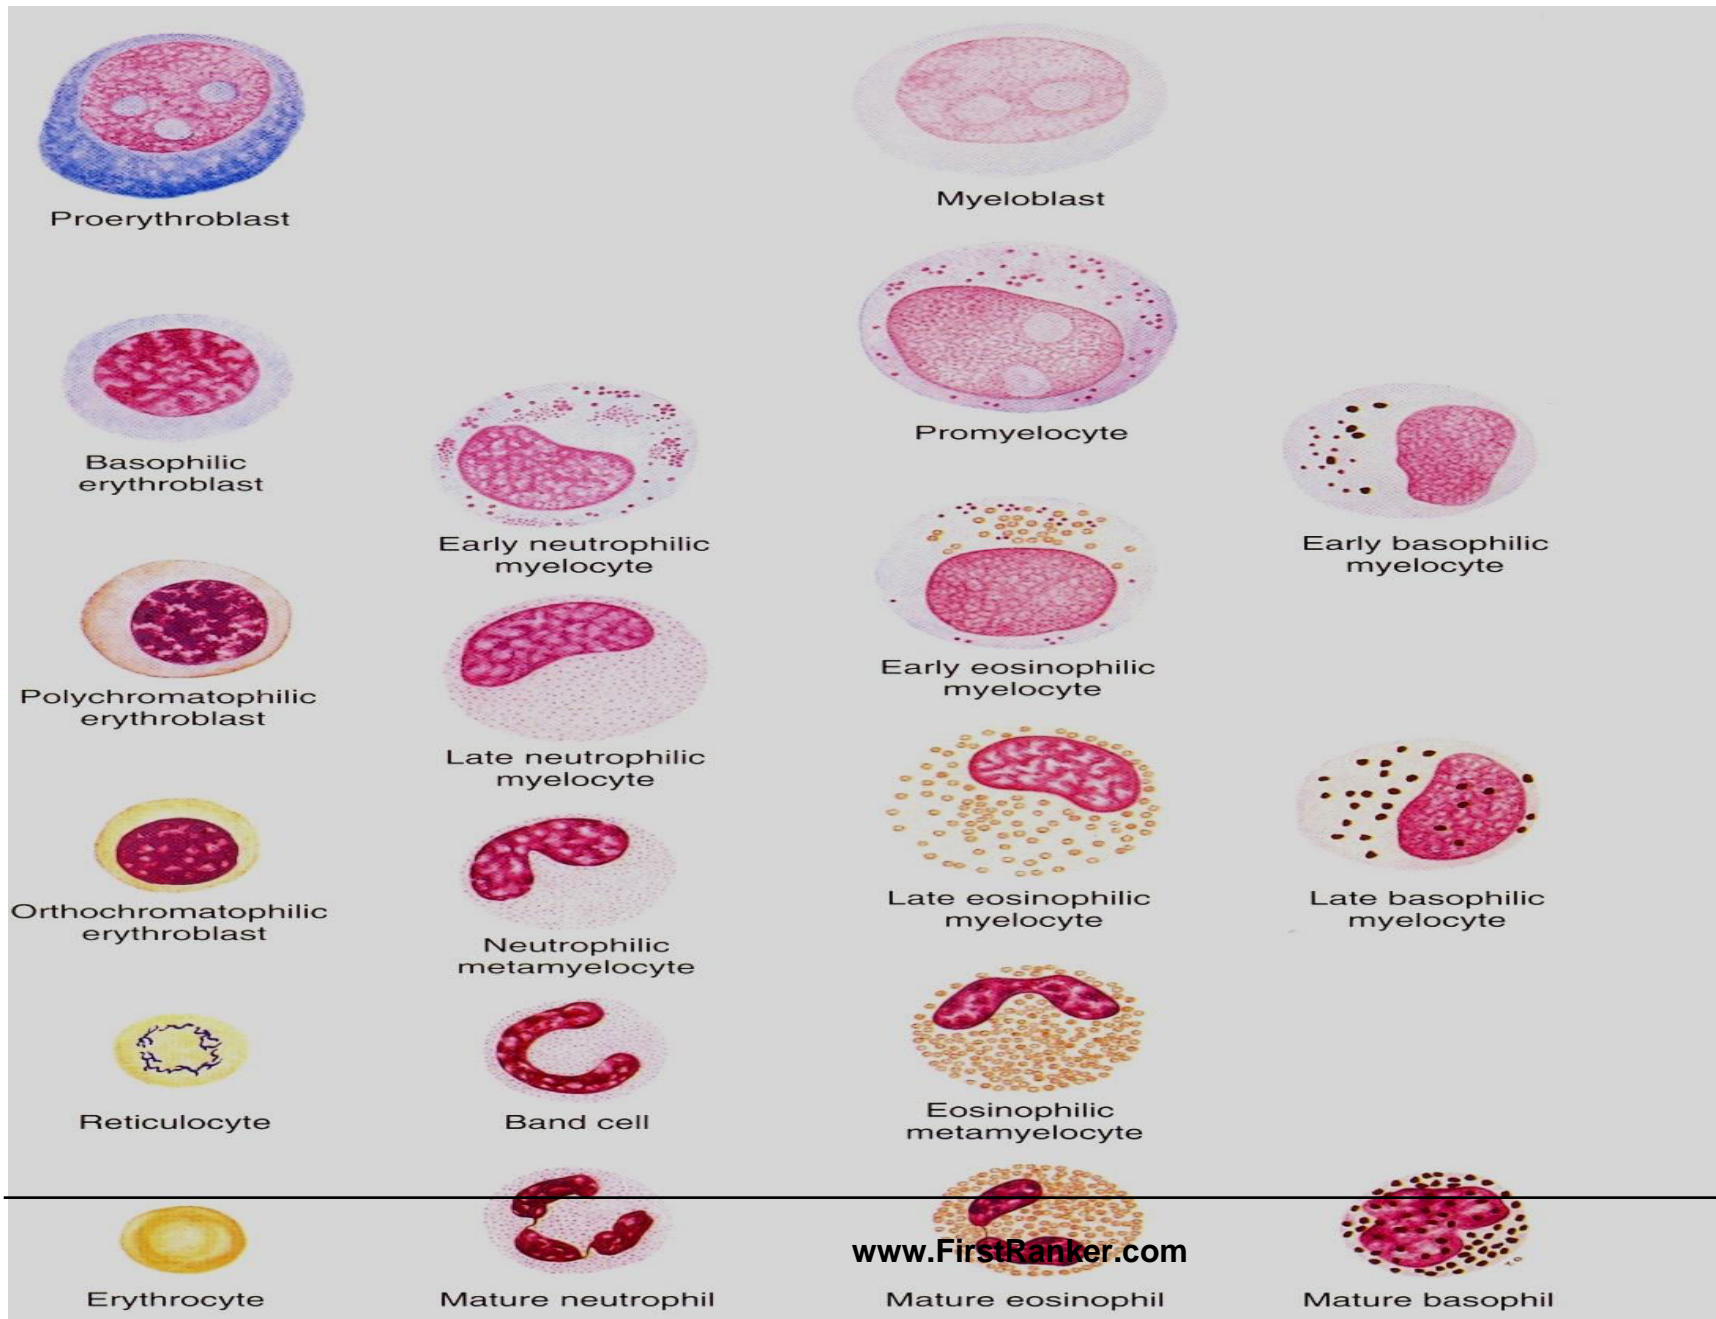 Proerythroblast
Myeloblast
Promyelocyte
Basophilic
erythroblast
Early neutrophilic
myelocyte
Early basophilic
myelocyte
Early eosinophilic
myelocyte
Polychromatophilic
erythroblast
Late neutrophilic
myelocyte
Late eosinophilic
myelocyte
Late basophilic
myelocyte
Orthochromatophilic
erythroblast
Neutrophilic
metamyelocyte
Reticulocyte
Band cell
Eosinophilic
metamyelocyte
www.FirstRanker.com
Erythrocyte
Mature neutrophil
Mature eosinophil
Mature basophil